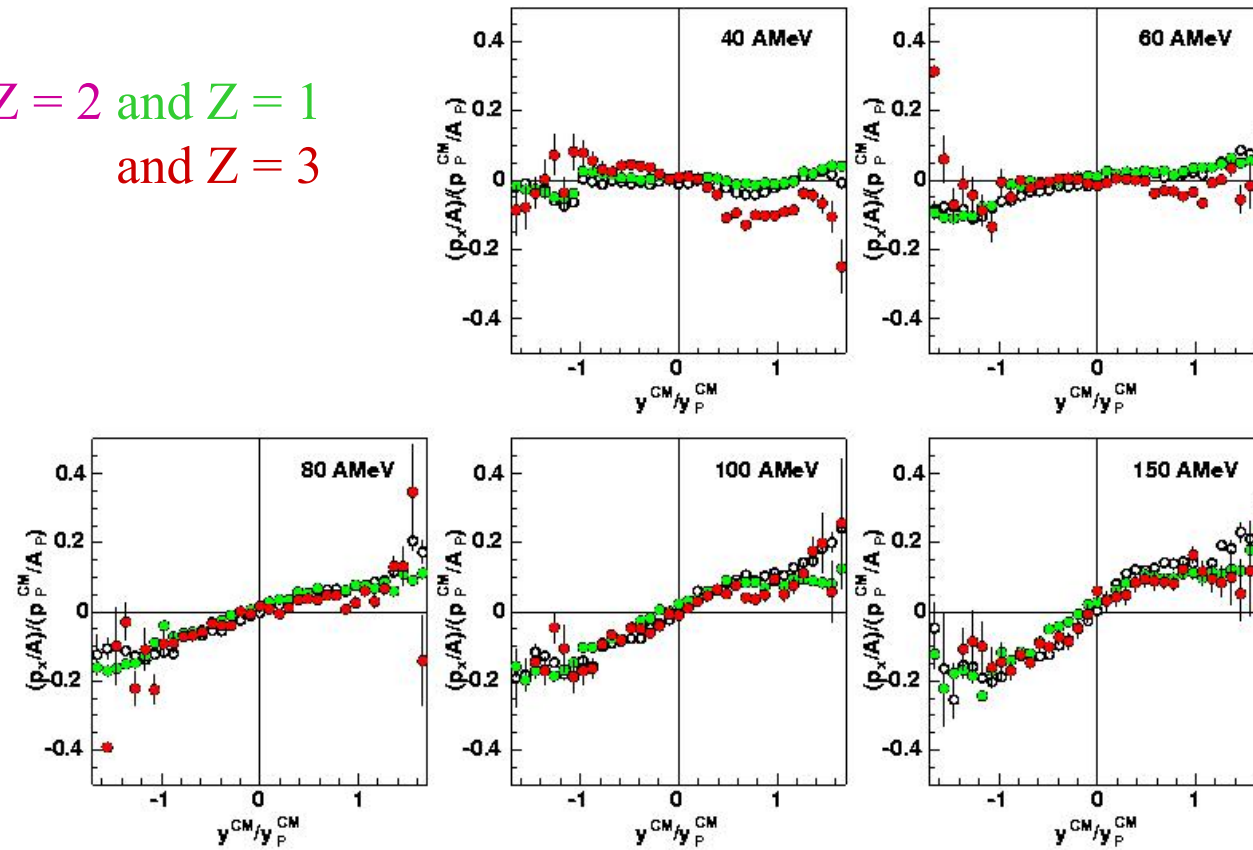 Z = 2 and Z = 1
and Z = 3
40 AMeV
0.4
0.2
0
-0.2
-0.4
(p_x/A)/(p_P^CM/A_P)
-1 0 1
y^CM/y_P^CM
60 AMeV
0.4
0.2
0
-0.2
-0.4
(p_x/A)/(p_P^CM/A_P)
-1 0 1
y^CM/y_P^CM
80 AMeV
0.4
0.2
0
-0.2
-0.4
(p_x/A)/(p_P^CM/A_P)
-1 0 1
y^CM/y_P^CM
100 AMeV
0.4
0.2
0
-0.2
-0.4
(p_x/A)/(p_P^CM/A_P)
-1 0 1
y^CM/y_P^CM
150 AMeV
0.4
0.2
0
-0.2
-0.4
(p_x/A)/(p_P^CM/A_P)
-1 0 1
y^CM/y_P^CM